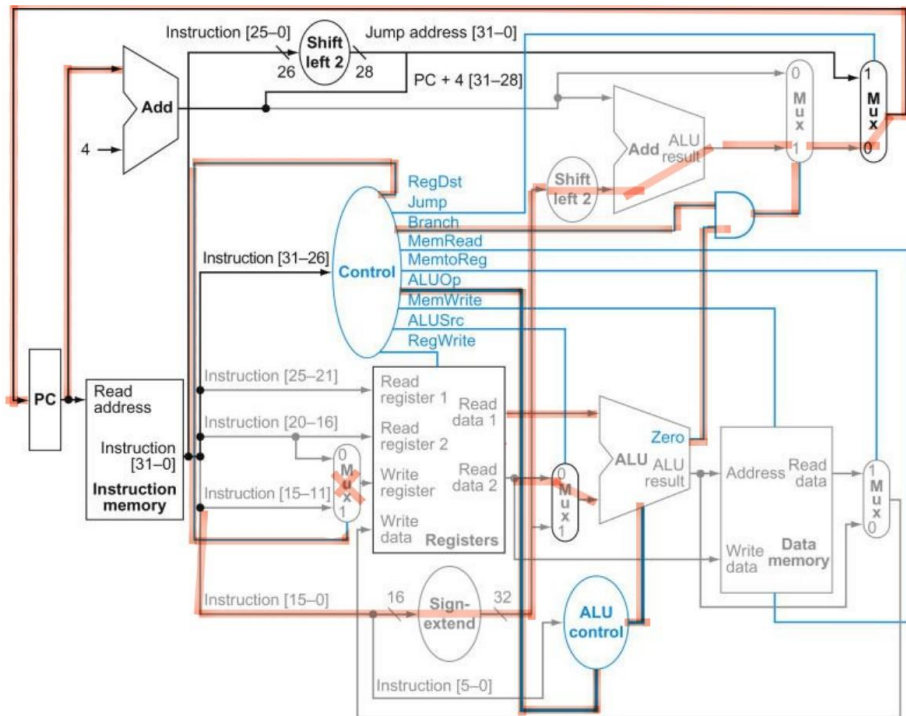 Instruction [25–0]
Shift
left 2
Jump address [31–0]
26
28
PC + 4 [31–28]
Add
4
0
M
u
x
1
1
M
u
x
0
Add
ALU
result
Shift
left 2
RegDst
Jump
Branch
MemRead
MemtoReg
ALUOp
MemWrite
ALUSrc
RegWrite
Instruction [31–26]
Control
PC
Read
address
Instruction
[31–0]
Instruction
memory
Instruction [25–21]
Instruction [20–16]
Instruction [15–11]
0
M
u
x
1
Read
register 1
Read
register 2
Write
register
Write
data
Read
data 1
Read
data 2
Registers
0
M
u
x
1
Zero
ALU
ALU
result
Address
Read
data
Write
data
Data
memory
1
M
u
x
0
Instruction [15–0]
16
Sign-
extend
32
ALU
control
Instruction [5–0]